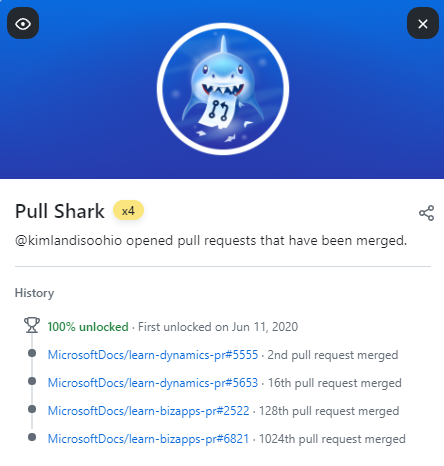 Pull Shark x4
@kimlandisoohio opened pull requests that have been merged.
History
100% unlocked · First unlocked on Jun 11, 2020
MicrosoftDocs/learn-dynamics-pr#5555 · 2nd pull request merged
MicrosoftDocs/learn-dynamics-pr#5653 · 16th pull request merged
MicrosoftDocs/learn-bizapps-pr#2522 · 128th pull request merged
MicrosoftDocs/learn-bizapps-pr#6821 · 1024th pull request merged